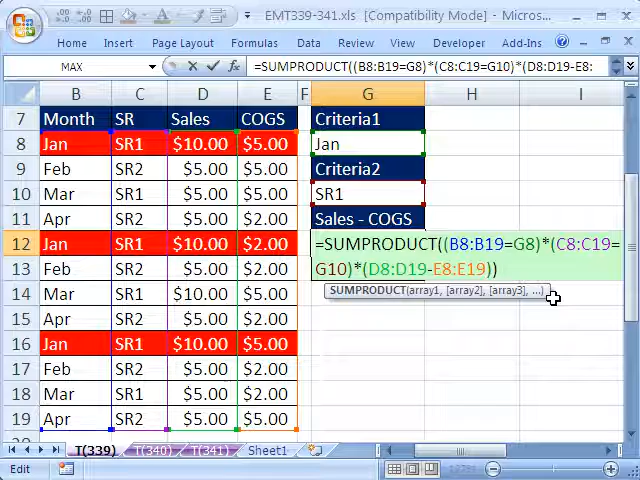 EMT339-341.xls [Compatibility Mode] - Micros...
Home Insert Page Layout Formulas Data Review View Developer Add-Ins
MAX =SUMPRODUCT((B8:B19=G8)*(C8:C19=G10)*(D8:D19-E8:
B C D E F G H I
7 Month SR Sales COGS Criteria1
8 Jan SR1 $10.00 $5.00 Jan
9 Feb SR2 $5.00 $5.00 Criteria2
10 Mar SR2 $5.00 $5.00 SR1
11 Apr SR2 $5.00 $2.00 Sales - COGS
12 Jan SR1 $10.00 $2.00 =SUMPRODUCT((B8:B19=G8)*(C8:C19=
13 Feb SR2 $5.00 $2.00 G10)*(D8:D19-E8:E19))
14 Mar SR1 $10.00 $5.00 SUMPRODUCT(array1, [array2], [array3], ...)
15 Apr SR2 $5.00 $2.00
16 Jan SR1 $10.00 $5.00
17 Feb SR2 $5.00 $2.00
18 Mar SR1 $5.00 $2.00
19 Apr SR2 $5.00 $5.00
T(339) T(340) T(341) Sheet1
Edit